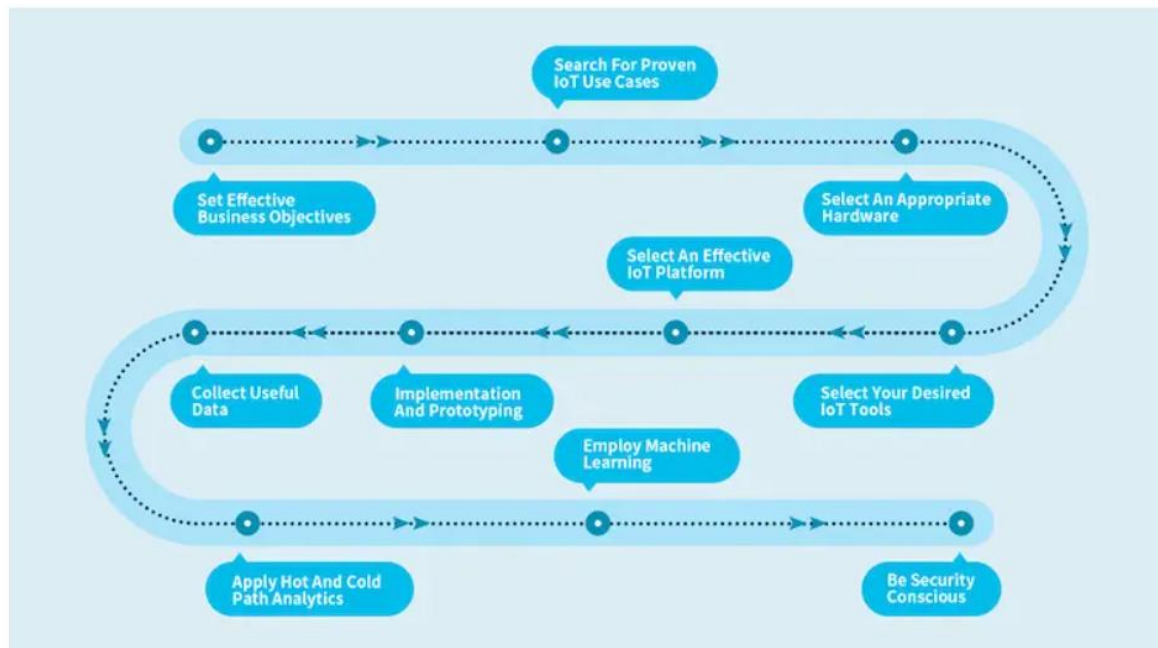 Search For Proven
IoT Use Cases
Set Effective
Business Objectives
Select An Appropriate
Hardware
Select An Effective
IoT Platform
Collect Useful
Data
Implementation
And Prototyping
Select Your Desired
IoT Tools
Employ Machine
Learning
Apply Hot And Cold
Path Analytics
Be Security
Conscious